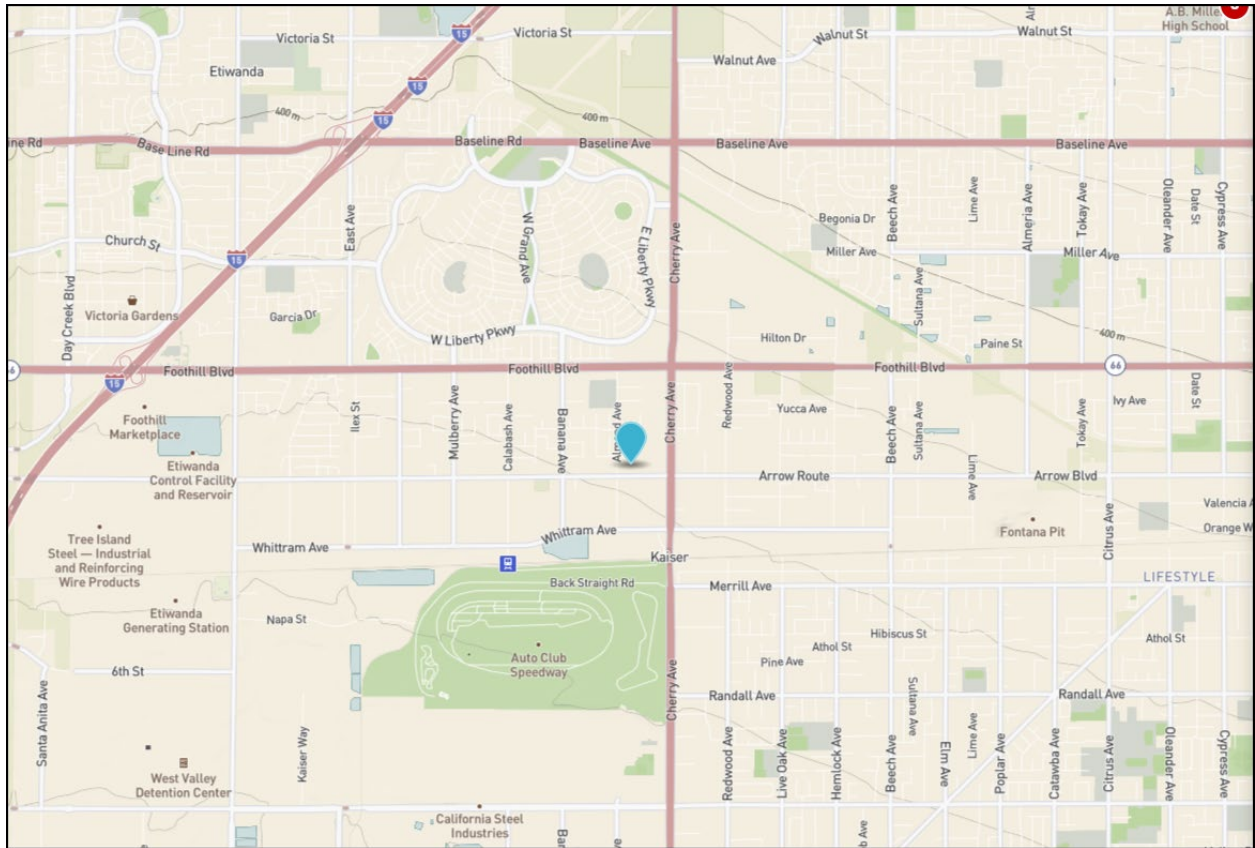 A.B. Mille
High School
15
Victoria St
Victoria St
Walnut St
Walnut St
Walnut Ave
Etiwanda
15
400 m
15
400 m
ine Rd
Base Line Rd
Baseline Rd
Baseline Ave
Baseline Ave
Baseline Ave
East Ave
W Grand Ave
E Liberty Pkwy
Cherry Ave
Beech Ave
Lime Ave
Almeria Ave
Tokay Ave
Oleander Ave
Date St
Cypress Ave
Begonia Dr
Church St
15
Miller Ave
Miller Ave
Day Creek Blvd
Victoria Gardens
Garcia Dr
Sultana Ave
W Liberty Pkwy
Hilton Dr
Paine St
400 m
6
15
Foothill Blvd
Foothill Blvd
Foothill Blvd
66
Ilex St
Mulberry Ave
Calabash Ave
Banana Ave
Cherry Ave
Redwood Ave
Yucca Ave
Beech Ave
Sultana Ave
Lime Ave
Tokay Ave
Ivy Ave
Date St
Foothill
Marketplace
Etiwanda
Control Facility
and Reservoir
Arrow Route
Arrow Blvd
Valencia A
Orange W
Citrus Ave
Fontana Pit
Tree Island
Steel — Industrial
and Reinforcing
Wire Products
Whittram Ave
Whittram Ave
Kaiser
Back Straight Rd
Merrill Ave
LIFESTYLE
Etiwanda
Generating Station
Napa St
Hibiscus St
Athol St
Athol St
Auto Club
Speedway
Pine Ave
6th St
Santa Anita Ave
Kaiser Way
Cherry Ave
Randall Ave
Randall Ave
Sultana Ave
Redwood Ave
Live Oak Ave
Hemlock Ave
Beech Ave
Elm Ave
Lime Ave
Poplar Ave
Catawba Ave
Citrus Ave
Oleander Ave
Cypress Ave
West Valley
Detention Center
California Steel
Industries
Ban